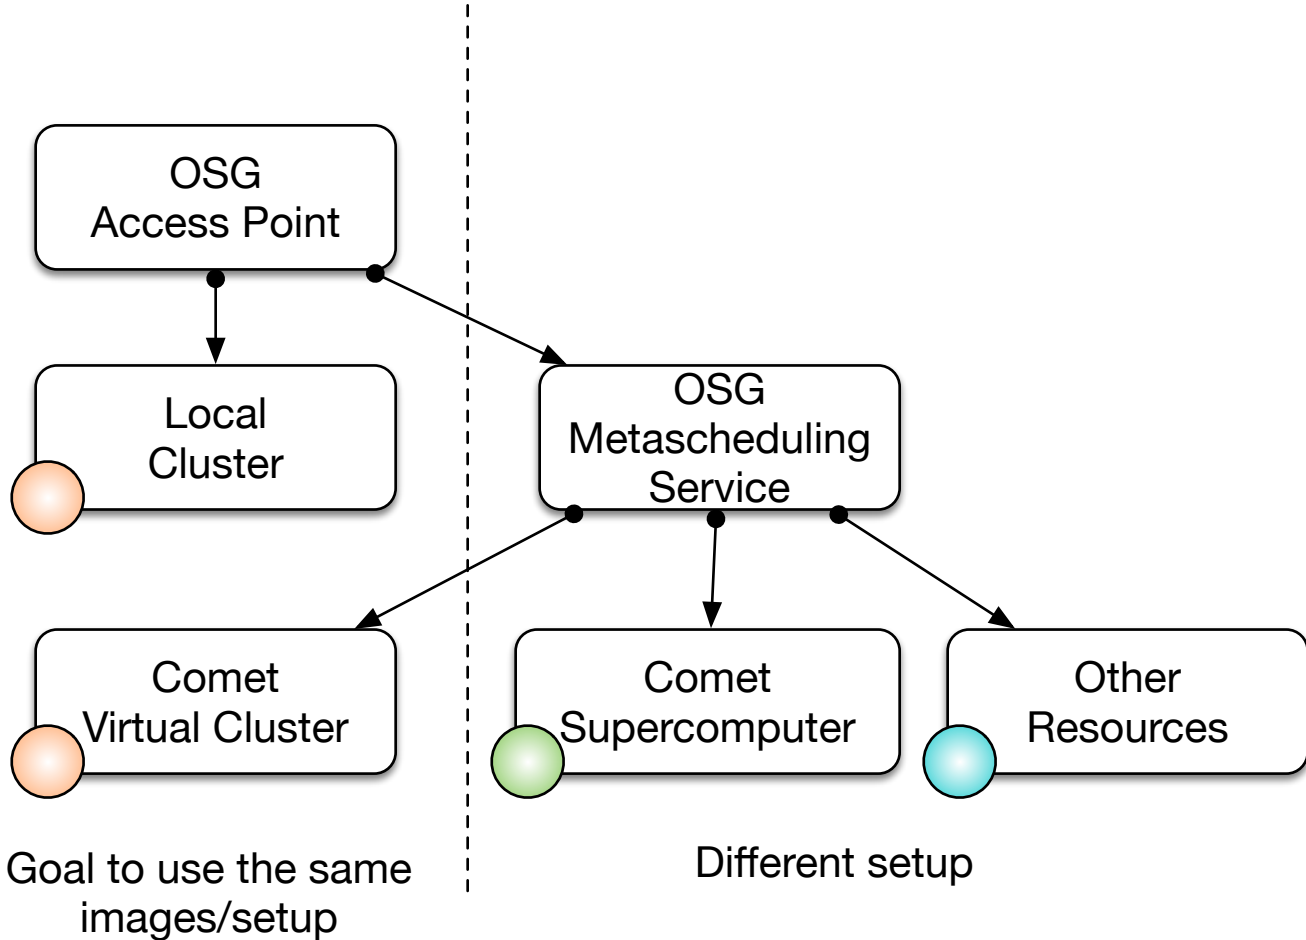 OSG
Access Point
Local
Cluster
OSG
Metascheduling
Service
Comet
Virtual Cluster
Comet
Supercomputer
Other
Resources
Goal to use the same
images/setup
Different setup